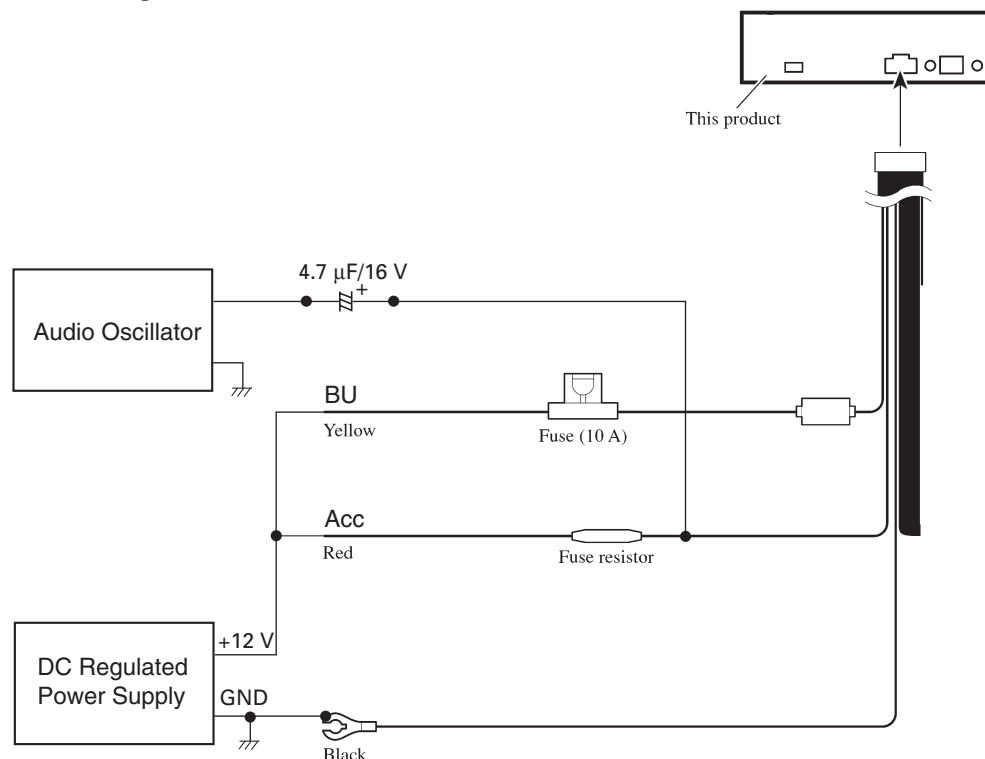 This product
4.7 μF/16 V
+
Audio Oscillator
BU
Yellow
Fuse (10 A)
Acc
Red
Fuse resistor
+12 V
DC Regulated
Power Supply
GND
Black